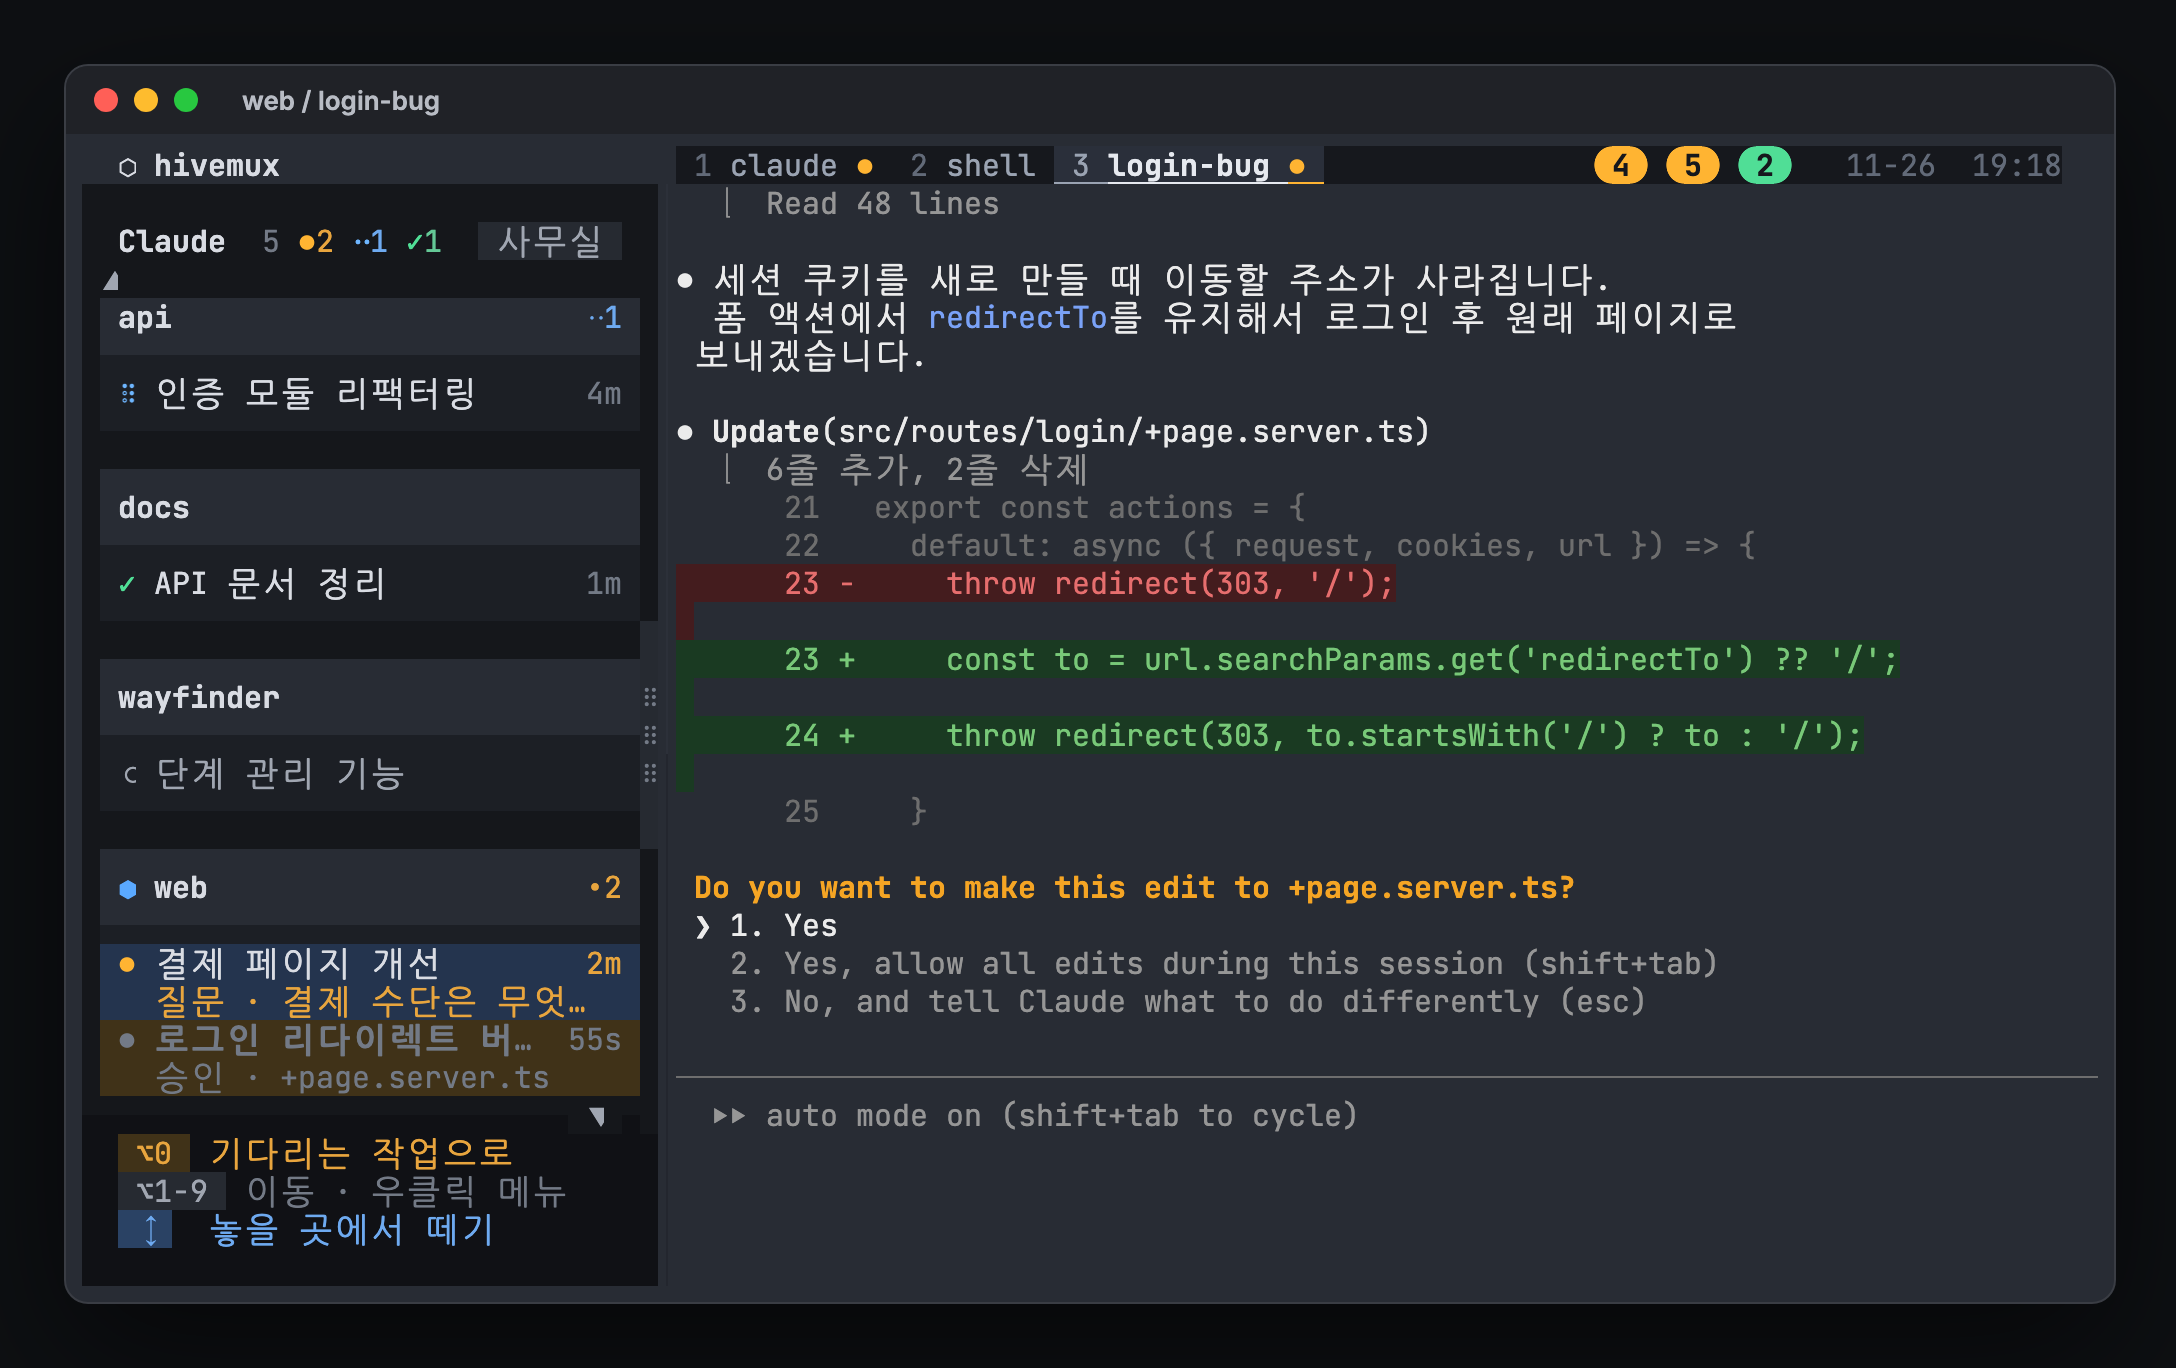 web / login-bug
hivemux
Claude 5 ●2 ··1 ✓1 사무실
api ··1
인증 모듈 리팩터링 4m
docs
✓ API 문서 정리 1m
wayfinder
단계 관리 기능
web •2
● 결제 페이지 개선 2m
질문 · 결제 수단은 무엇…
● 로그인 리다이렉트 버… 55s
승인 · +page.server.ts
⌥0 기다리는 작업으로
⌥1-9 이동 · 우클릭 메뉴
↕ 놓을 곳에서 떼기
1 claude ● 2 shell 3 login-bug ● 4 5 2 11-26 19:18
⎣ Read 48 lines
● 세션 쿠키를 새로 만들 때 이동할 주소가 사라집니다.
폼 액션에서 redirectTo를 유지해서 로그인 후 원래 페이지로
보내겠습니다.
● Update(src/routes/login/+page.server.ts)
⎣ 6줄 추가, 2줄 삭제
21 export const actions = {
22 default: async ({ request, cookies, url }) => {
23 - throw redirect(303, '/');
23 + const to = url.searchParams.get('redirectTo') ?? '/';
24 + throw redirect(303, to.startsWith('/') ? to : '/');
25 }
Do you want to make this edit to +page.server.ts?
❯ 1. Yes
2. Yes, allow all edits during this session (shift+tab)
3. No, and tell Claude what to do differently (esc)
▸▸ auto mode on (shift+tab to cycle)